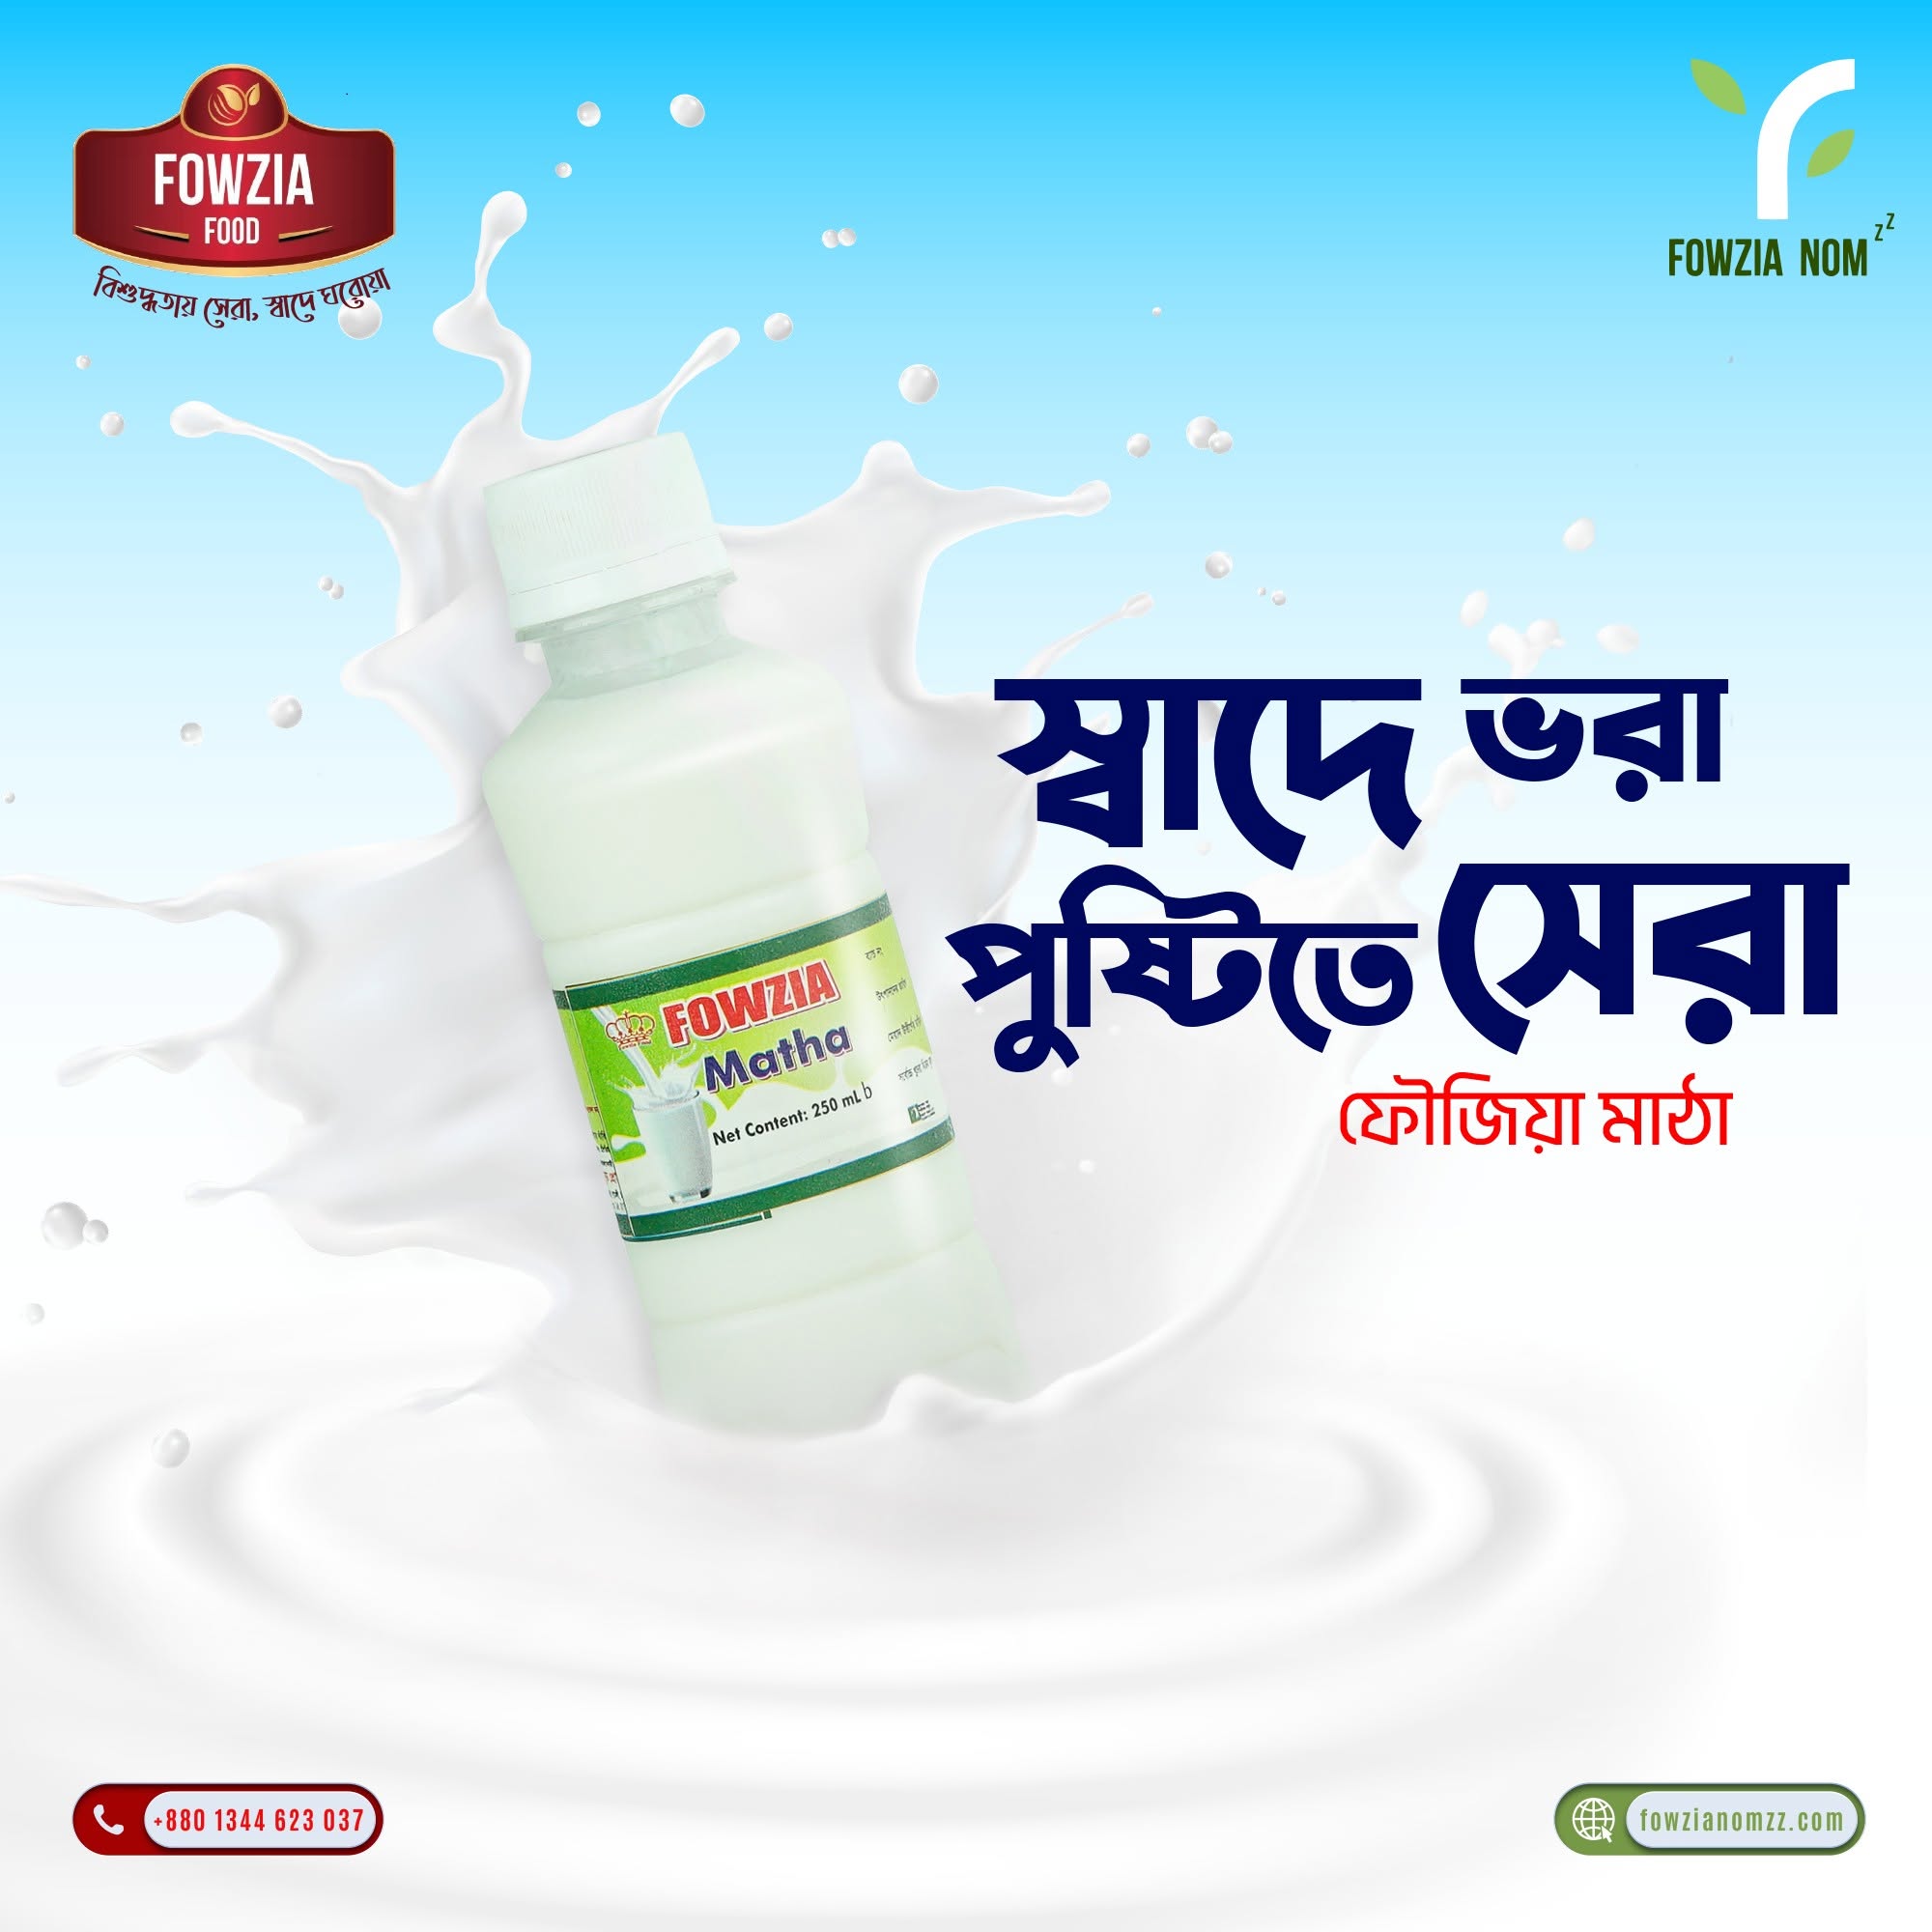 FOWZIA
FOOD
বিশুদ্ধতায় সেরা, স্বাদে ঘরোয়া
FOWZIA NOM zz
স্বাদে ভরা
পুষ্টিতে সেরা
ফৌজিয়া মাঠা
FOWZIA
Matha
Net Content: 250 mL b
ব্যাচ নং
+880 1344 623 037
fowzianomzz.com